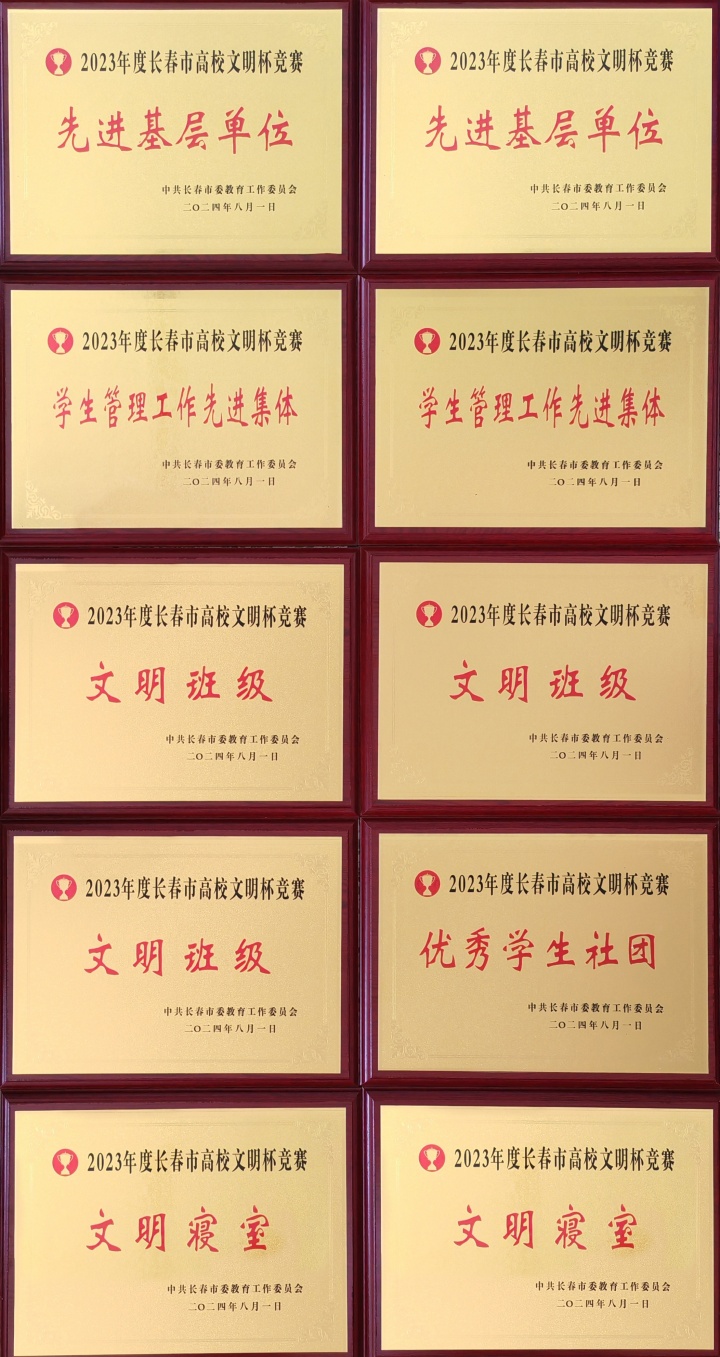 2023年度长春市高校文明杯竞赛
先进基层单位
中共长春市委教育工作委员会
二〇二四年八月一日
2023年度长春市高校文明杯竞赛
先进基层单位
中共长春市委教育工作委员会
二〇二四年八月一日
2023年度长春市高校文明杯竞赛
学生管理工作先进集体
中共长春市委教育工作委员会
二〇二四年八月一日
2023年度长春市高校文明杯竞赛
学生管理工作先进集体
中共长春市委教育工作委员会
二〇二四年八月一日
2023年度长春市高校文明杯竞赛
文明班级
中共长春市委教育工作委员会
二〇二四年八月一日
2023年度长春市高校文明杯竞赛
文明班级
中共长春市委教育工作委员会
二〇二四年八月一日
2023年度长春市高校文明杯竞赛
文明班级
中共长春市委教育工作委员会
二〇二四年八月一日
2023年度长春市高校文明杯竞赛
优秀学生社团
中共长春市委教育工作委员会
二〇二四年八月一日
2023年度长春市高校文明杯竞赛
文明寝室
中共长春市委教育工作委员会
二〇二四年八月一日
2023年度长春市高校文明杯竞赛
文明寝室
中共长春市委教育工作委员会
二〇二四年八月一日